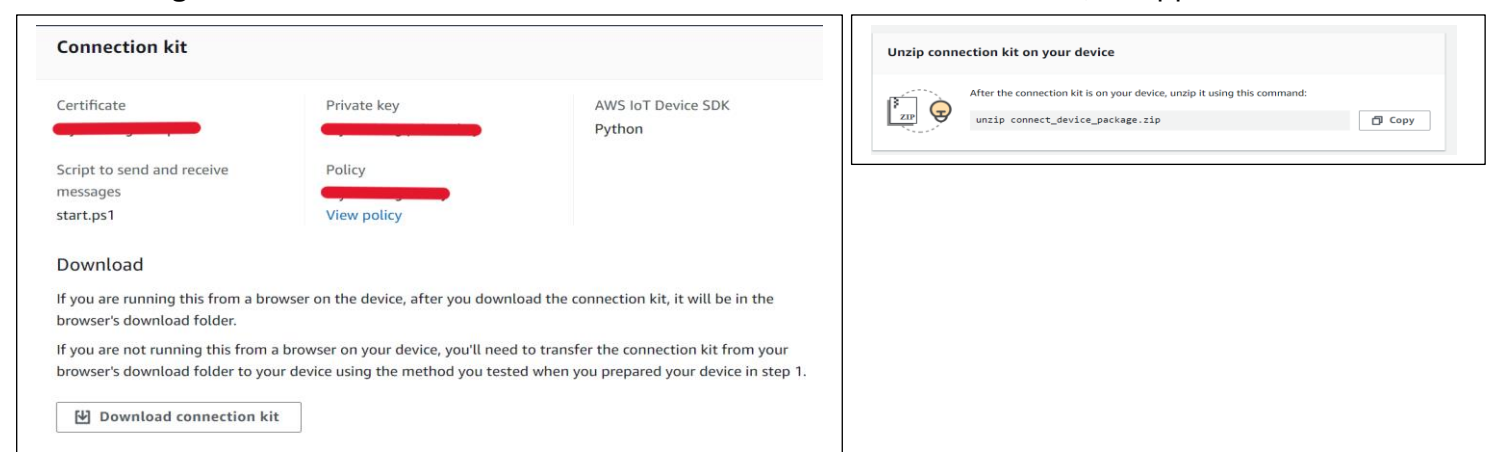 Connection kit
Certificate
Private key
AWS IoT Device SDK
Python
Script to send and receive
messages
start.ps1
Policy
View policy
Download
If you are running this from a browser on the device, after you download the connection kit, it will be in the
browser's download folder.
If you are not running this from a browser on your device, you'll need to transfer the connection kit from your
browser's download folder to your device using the method you tested when you prepared your device in step 1.
Download connection kit
Unzip connection kit on your device
ZIP
After the connection kit is on your device, unzip it using this command:
unzip connect_device_package.zip
Copy